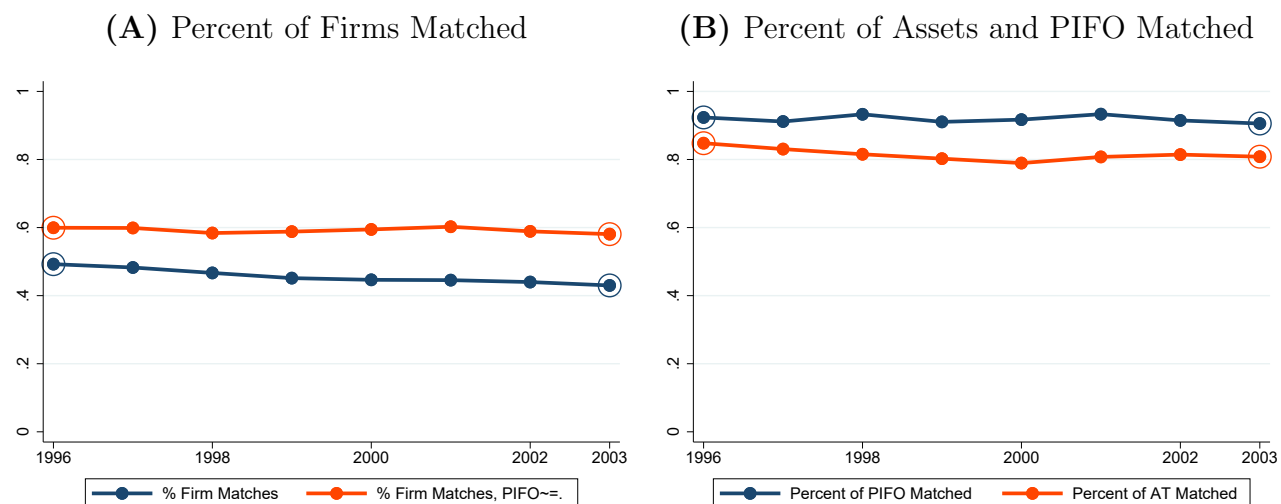 (A) Percent of Firms Matched
1
.8
.6
.4
.2
0
1996 1998 2000 2002 2003
% Firm Matches % Firm Matches, PIFO~=.
(B) Percent of Assets and PIFO Matched
1
.8
.6
.4
.2
0
1996 1998 2000 2002 2003
Percent of PIFO Matched Percent of AT Matched